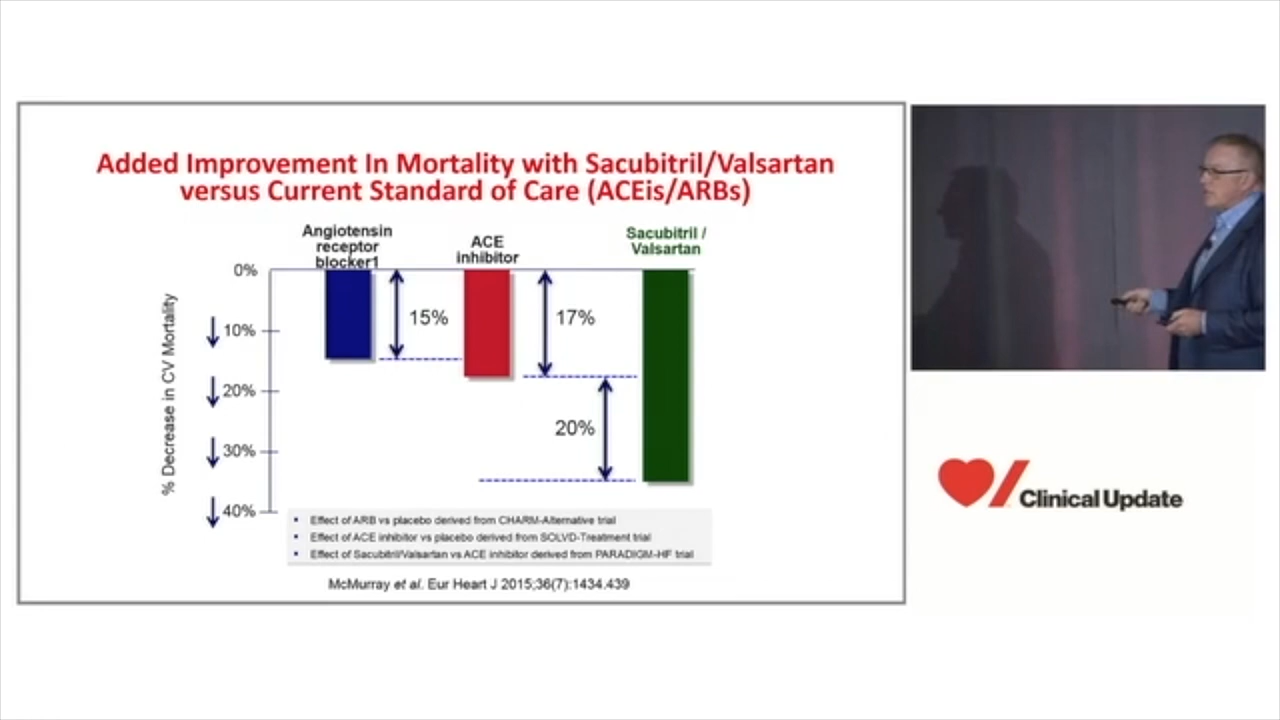 Added Improvement In Mortality with Sacubitril/Valsartan
versus Current Standard of Care (ACEis/ARBs)
Angiotensin
receptor
blocker1
ACE
inhibitor
Sacubitril /
Valsartan
0%
10%
20%
30%
40%
% Decrease in CV Mortality
15%
17%
20%
▪ Effect of ARB vs placebo derived from CHARM-Alternative trial
▪ Effect of ACE inhibitor vs placebo derived from SOLVD-Treatment trial
▪ Effect of Sacubitril/Valsartan vs ACE inhibitor derived from PARADIGM-HF trial
McMurray et al. Eur Heart J 2015;36(7):1434.439
Clinical Update